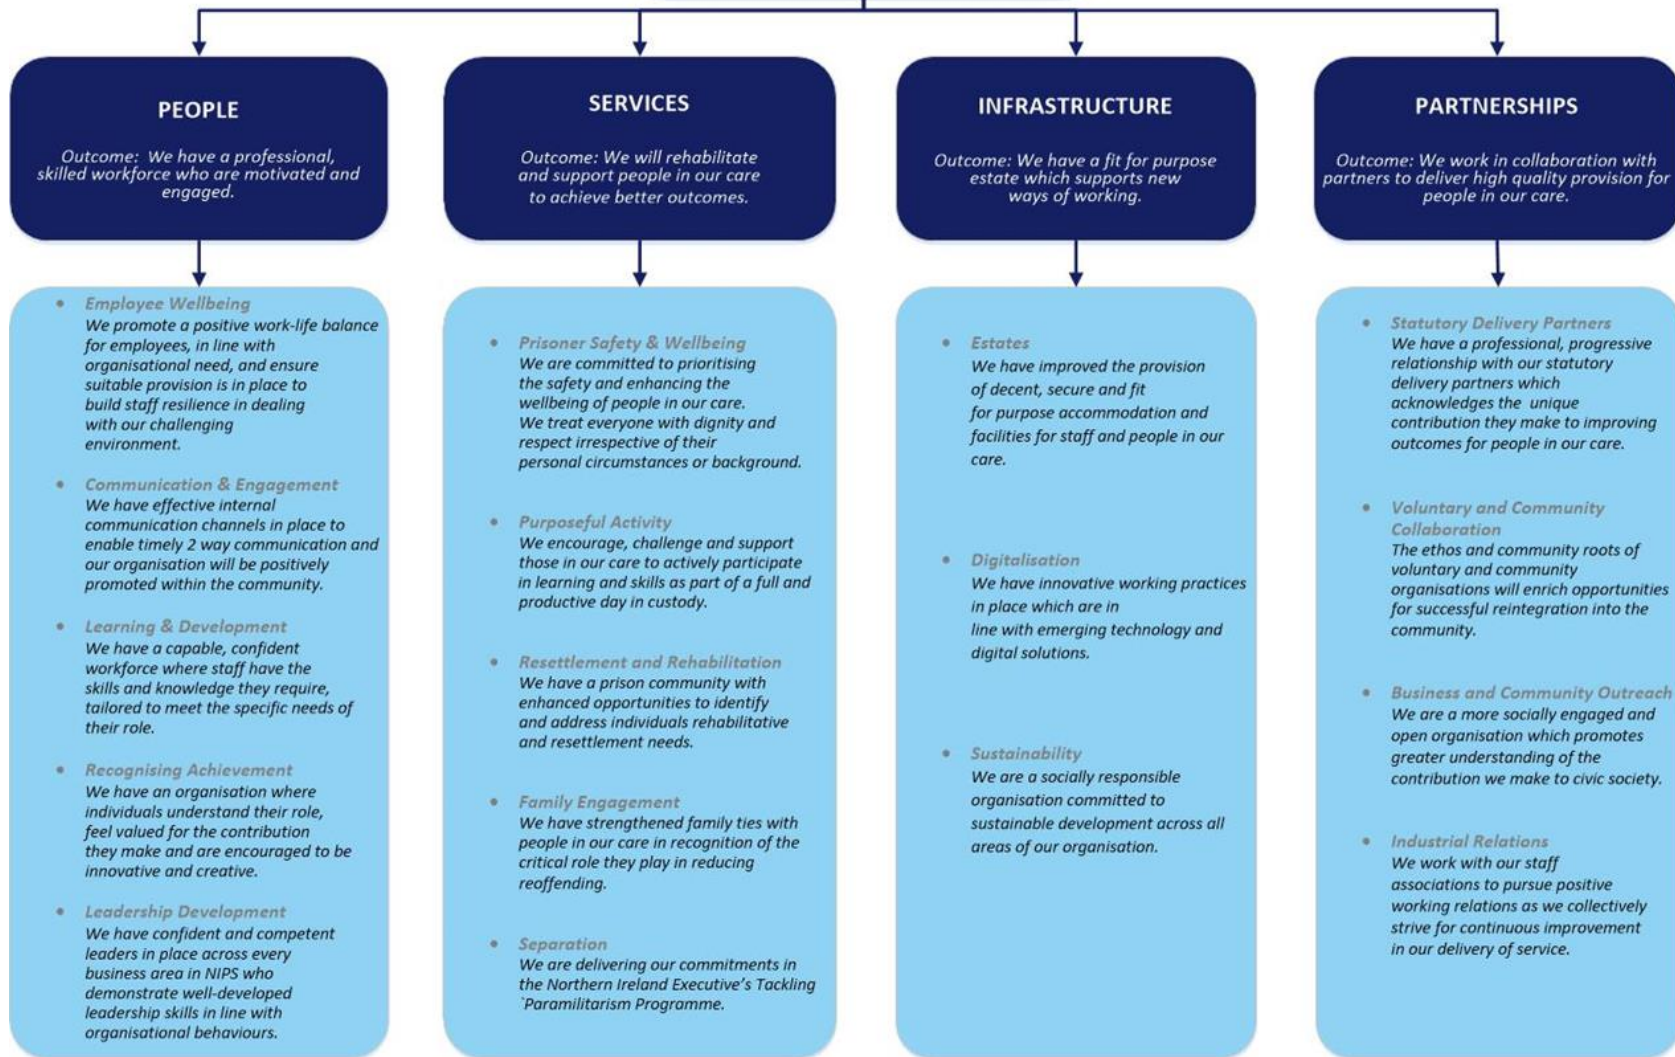 PEOPLE
Outcome: We have a professional,
skilled workforce who are motivated and
engaged.
• Employee Wellbeing
We promote a positive work-life balance
for employees, in line with
organisational need, and ensure
suitable provision is in place to
build staff resilience in dealing
with our challenging
environment.
• Communication & Engagement
We have effective internal
communication channels in place to
enable timely 2 way communication and
our organisation will be positively
promoted within the community.
• Learning & Development
We have a capable, confident
workforce where staff have the
skills and knowledge they require,
tailored to meet the specific needs of
their role.
• Recognising Achievement
We have an organisation where
individuals understand their role,
feel valued for the contribution
they make and are encouraged to be
innovative and creative.
• Leadership Development
We have confident and competent
leaders in place across every
business area in NIPS who
demonstrate well-developed
leadership skills in line with
organisational behaviours.
SERVICES
Outcome: We will rehabilitate
and support people in our care
to achieve better outcomes.
• Prisoner Safety & Wellbeing
We are committed to prioritising
the safety and enhancing the
wellbeing of people in our care.
We treat everyone with dignity and
respect irrespective of their
personal circumstances or background.
• Purposeful Activity
We encourage, challenge and support
those in our care to actively participate
in learning and skills as part of a full and
productive day in custody.
• Resettlement and Rehabilitation
We have a prison community with
enhanced opportunities to identify
and address individuals rehabilitative
and resettlement needs.
• Family Engagement
We have strengthened family ties with
people in our care in recognition of the
critical role they play in reducing
reoffending.
• Separation
We are delivering our commitments in
the Northern Ireland Executive's Tackling
`Paramilitarism Programme.
INFRASTRUCTURE
Outcome: We have a fit for purpose
estate which supports new
ways of working.
• Estates
We have improved the provision
of decent, secure and fit
for purpose accommodation and
facilities for staff and people in our
care.
• Digitalisation
We have innovative working practices
in place which are in
line with emerging technology and
digital solutions.
• Sustainability
We are a socially responsible
organisation committed to
sustainable development across all
areas of our organisation.
PARTNERSHIPS
Outcome: We work in collaboration with
partners to deliver high quality provision for
people in our care.
• Statutory Delivery Partners
We have a professional, progressive
relationship with our statutory
delivery partners which
acknowledges the unique
contribution they make to improving
outcomes for people in our care.
• Voluntary and Community
Collaboration
The ethos and community roots of
voluntary and community
organisations will enrich opportunities
for successful reintegration into the
community.
• Business and Community Outreach
We are a more socially engaged and
open organisation which promotes
greater understanding of the
contribution we make to civic society.
• Industrial Relations
We work with our staff
associations to pursue positive
working relations as we collectively
strive for continuous improvement
in our delivery of service.